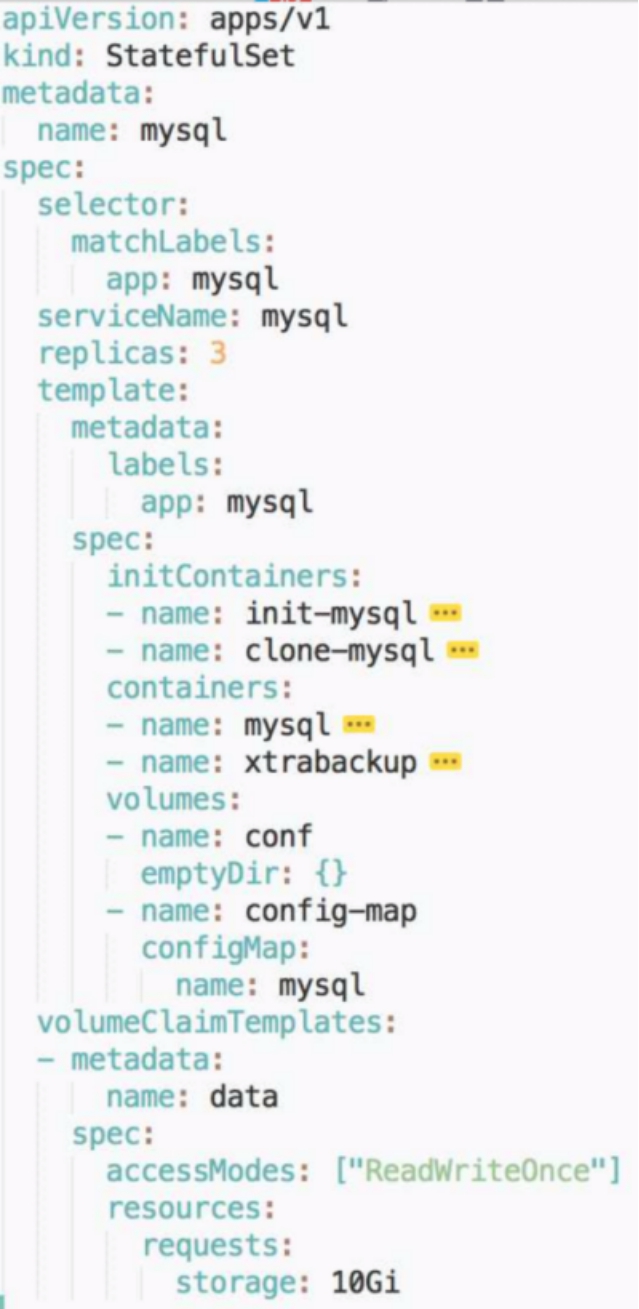 apiVersion: apps/v1
kind: StatefulSet
metadata:
  name: mysql
spec:
  selector:
    matchLabels:
      app: mysql
  serviceName: mysql
  replicas: 3
  template:
    metadata:
      labels:
        app: mysql
    spec:
      initContainers:
      - name: init-mysql ...
      - name: clone-mysql ...
      containers:
      - name: mysql ...
      - name: xtrabackup ...
      volumes:
      - name: conf
        emptyDir: {}
      - name: config-map
        configMap:
          name: mysql
  volumeClaimTemplates:
  - metadata:
      name: data
    spec:
      accessModes: ["ReadWriteOnce"]
      resources:
        requests:
          storage: 10Gi